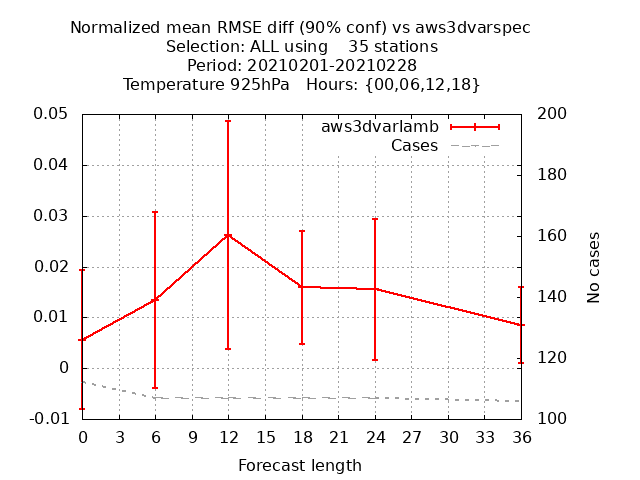 Normalized mean RMSE diff (90% conf) vs aws3dvarspec
Selection: ALL using    35 stations
Period: 20210201-20210228
Temperature 925hPa   Hours: {00,06,12,18}
aws3dvarlamb
Cases
0.05
0.04
0.03
0.02
0.01
0
-0.01
200
180
160
140
120
100
No cases
0 3 6 9 12 15 18 21 24 27 30 33 36
Forecast length